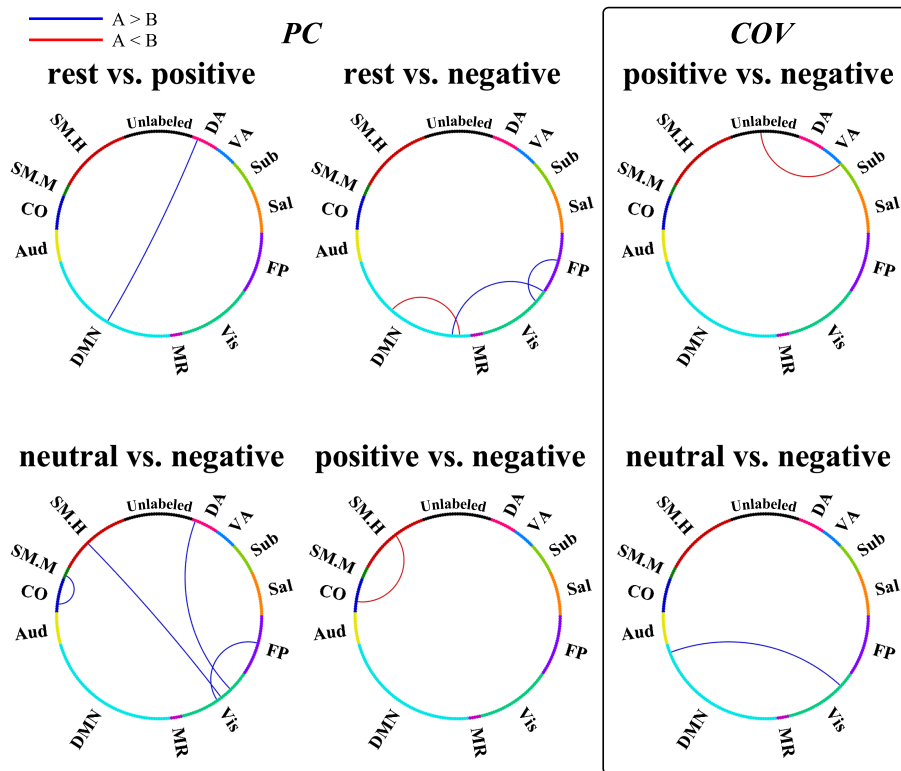 A > B
A < B
PC
COV
rest vs. positive
rest vs. negative
positive vs. negative
Unlabeled
DA
VA
Sub
Sal
FP
Vis
MR
DMN
Aud
CO
SM.M
SM.H
Unlabeled
DA
VA
Sub
Sal
FP
Vis
MR
DMN
Aud
CO
SM.M
SM.H
Unlabeled
DA
VA
Sub
Sal
FP
Vis
MR
DMN
Aud
CO
SM.M
SM.H
neutral vs. negative
positive vs. negative
neutral vs. negative
Unlabeled
DA
VA
Sub
Sal
FP
Vis
MR
DMN
Aud
CO
SM.M
SM.H
Unlabeled
DA
VA
Sub
Sal
FP
Vis
MR
DMN
Aud
CO
SM.M
SM.H
Unlabeled
DA
VA
Sub
Sal
FP
Vis
MR
DMN
Aud
CO
SM.M
SM.H